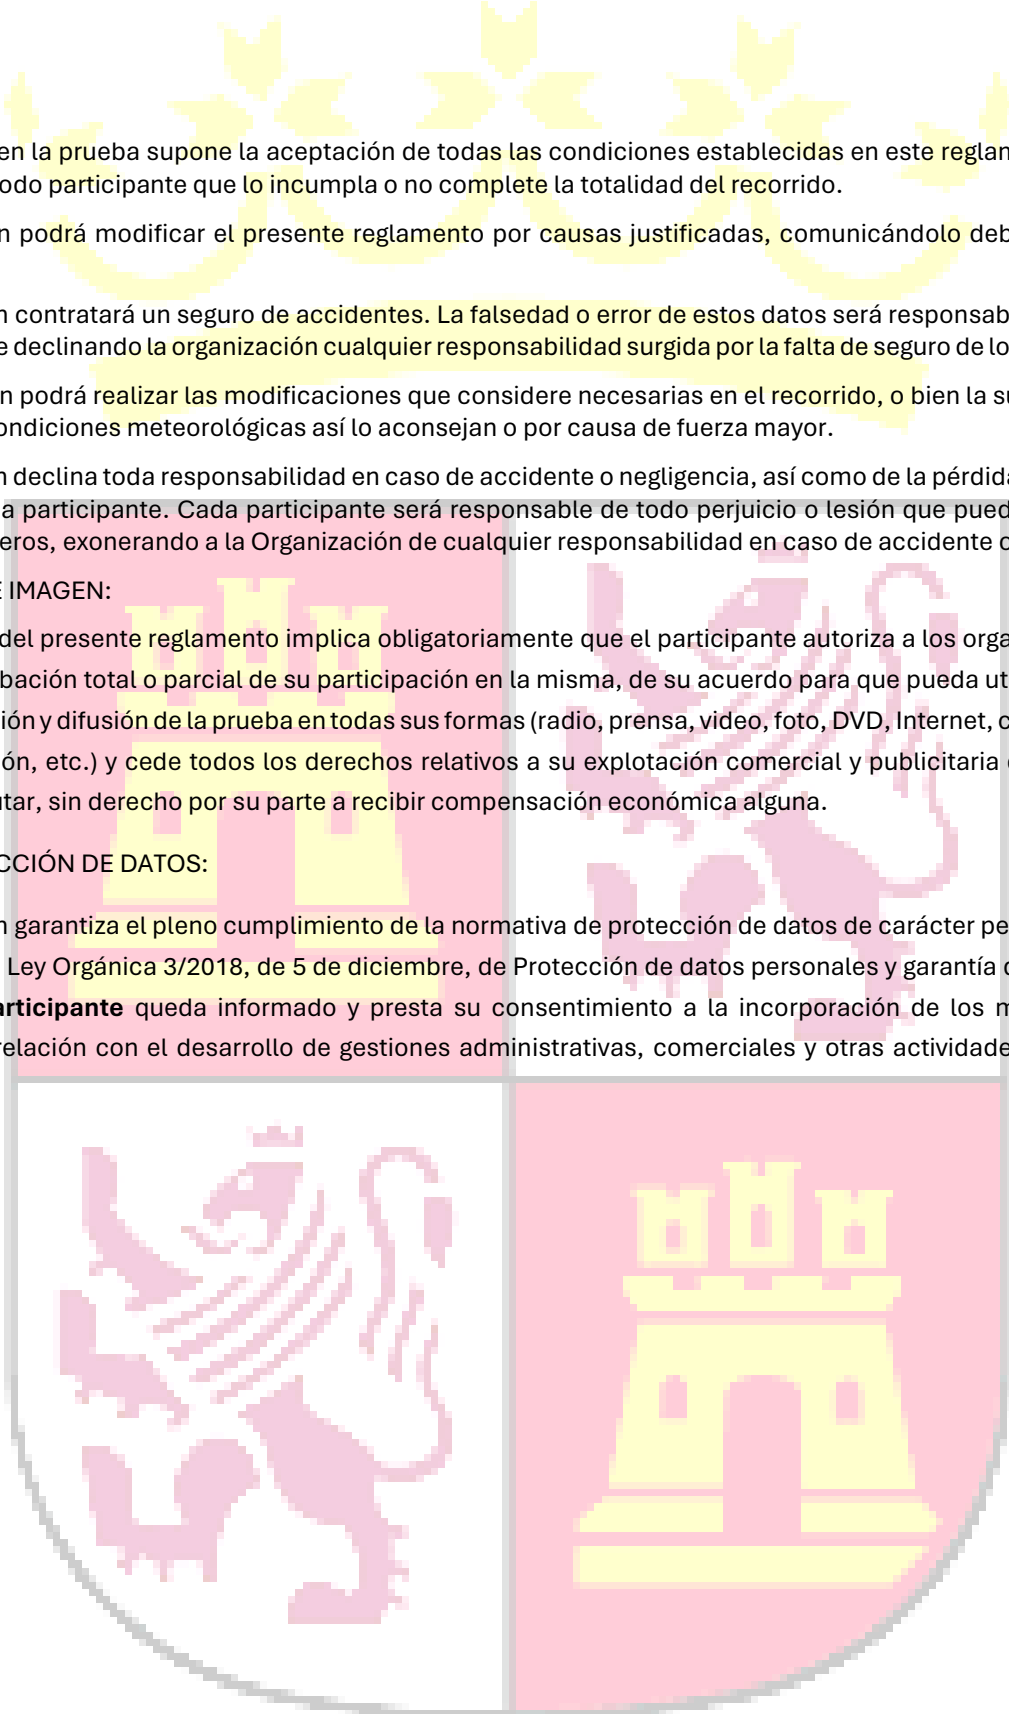 en la prueba supone la aceptación de todas las condiciones establecidas en este reglam
odo participante que lo incumpla o no complete la totalidad del recorrido.
n podrá modificar el presente reglamento por causas justificadas, comunicándolo deb
n contratará un seguro de accidentes. La falsedad o error de estos datos será responsab
e declinando la organización cualquier responsabilidad surgida por la falta de seguro de lo
n podrá realizar las modificaciones que considere necesarias en el recorrido, o bien la su
ondiciones meteorológicas así lo aconsejan o por causa de fuerza mayor.
n declina toda responsabilidad en caso de accidente o negligencia, así como de la pérdida
a participante. Cada participante será responsable de todo perjuicio o lesión que pued
eros, exonerando a la Organización de cualquier responsabilidad en caso de accidente o
E IMAGEN:
del presente reglamento implica obligatoriamente que el participante autoriza a los orga
bación total o parcial de su participación en la misma, de su acuerdo para que pueda ut
ión y difusión de la prueba en todas sus formas (radio, prensa, video, foto, DVD, Internet, c
ón, etc.) y cede todos los derechos relativos a su explotación comercial y publicitaria
utar, sin derecho por su parte a recibir compensación económica alguna.
CCIÓN DE DATOS:
n garantiza el pleno cumplimiento de la normativa de protección de datos de carácter pe
Ley Orgánica 3/2018, de 5 de diciembre, de Protección de datos personales y garantía d
articipante queda informado y presta su consentimiento a la incorporación de los m
relación con el desarrollo de gestiones administrativas, comerciales y otras actividade